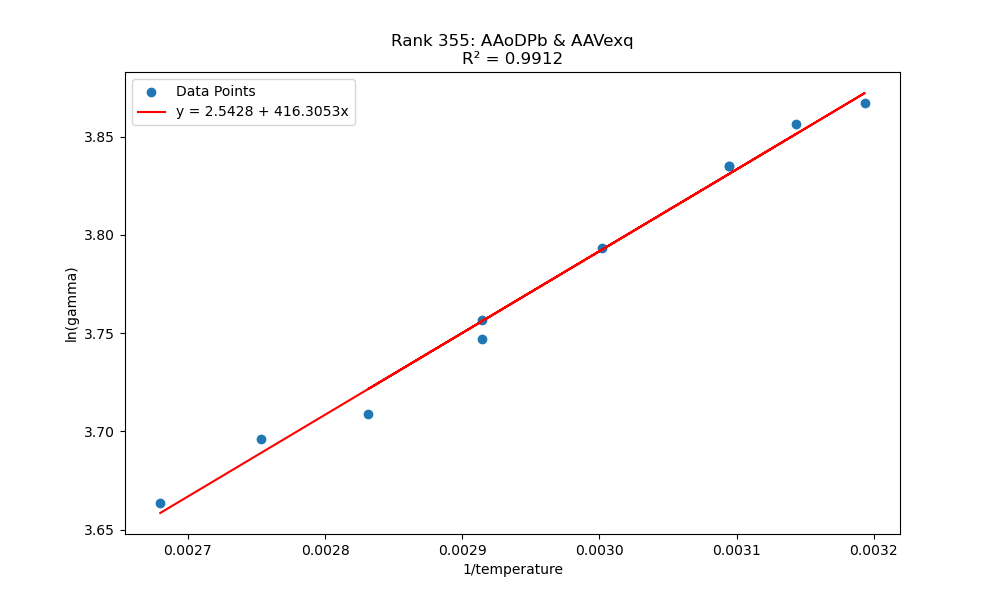 Rank 355: AAoDPb & AAVexq
R² = 0.9912
Data Points
y = 2.5428 + 416.3053x
3.85
3.80
3.75
3.70
3.65
ln(gamma)
0.0027
0.0028
0.0029
0.0030
0.0031
0.0032
1/temperature